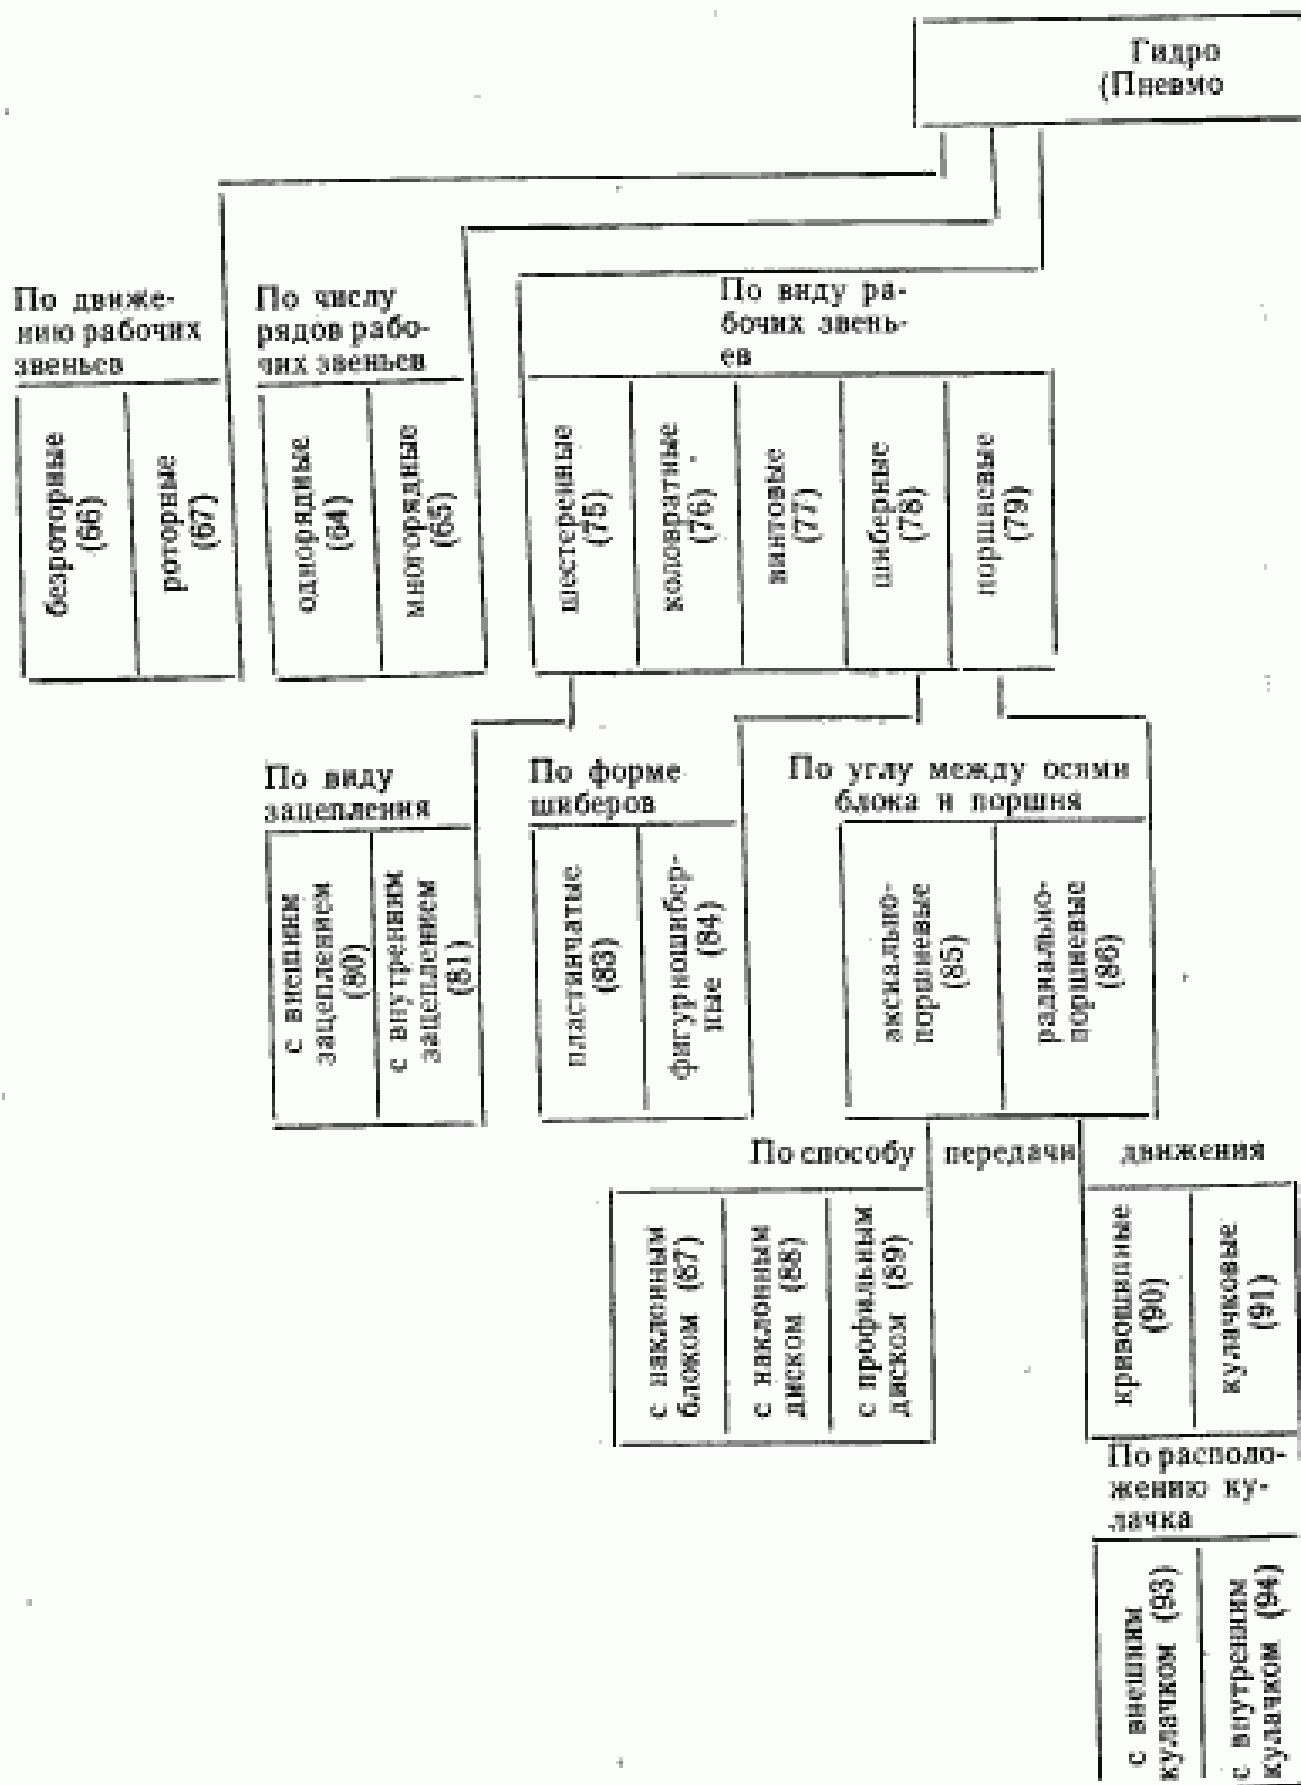 Гидро
(Пневмо
По движе-
нию рабочих
звеньев
безроторные
(66)
роторные
(67)
По числу
рядов рабо-
чих звеньев
однорядные
(64)
многорядные
(65)
По виду ра-
бочих звень-
ев
шестеренные
(75)
коловратные
(76)
винтовые
(77)
шиберные
(78)
поршневые
(79)
По виду
зацепления
с внешним
зацеплением
(80)
с внутренним
зацеплением
(81)
По форме
шиберов
пластинчатые
(83)
фигурношибер-
ные (84)
По углу между осями
блока и поршня
аксиально-
поршневые
(85)
радиально-
поршневые
(86)
По способу передачи движения
с наклонным
блоком (87)
с наклонным
диском (88)
с профильным
диском (89)
кривошипные
(90)
кулачковые
(91)
По располо-
жению ку-
лачка
с внешним
кулачком (93)
с внутренним
кулачком (94)